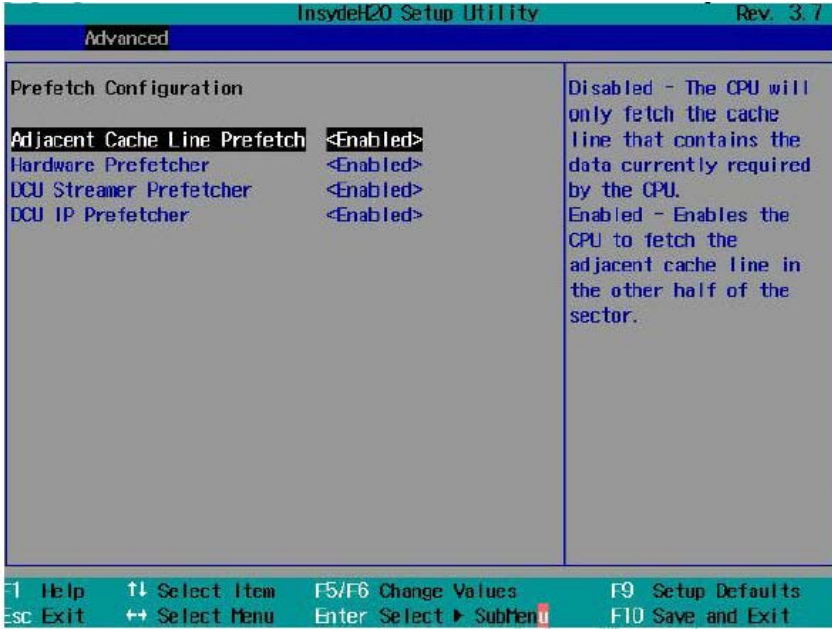 InsydeH2O Setup Utility Rev. 3.7
Advanced
Prefetch Configuration
Adjacent Cache Line Prefetch <Enabled>
Hardware Prefetcher <Enabled>
DCU Streamer Prefetcher <Enabled>
DCU IP Prefetcher <Enabled>
Disabled - The CPU will
only fetch the cache
line that contains the
data currently required
by the CPU.
Enabled - Enables the
CPU to fetch the
adjacent cache line in
the other half of the
sector.
F1 Help ↑↓ Select Item F5/F6 Change Values F9 Setup Defaults
Esc Exit ↔ Select Menu Enter Select ▶ SubMenu F10 Save and Exit